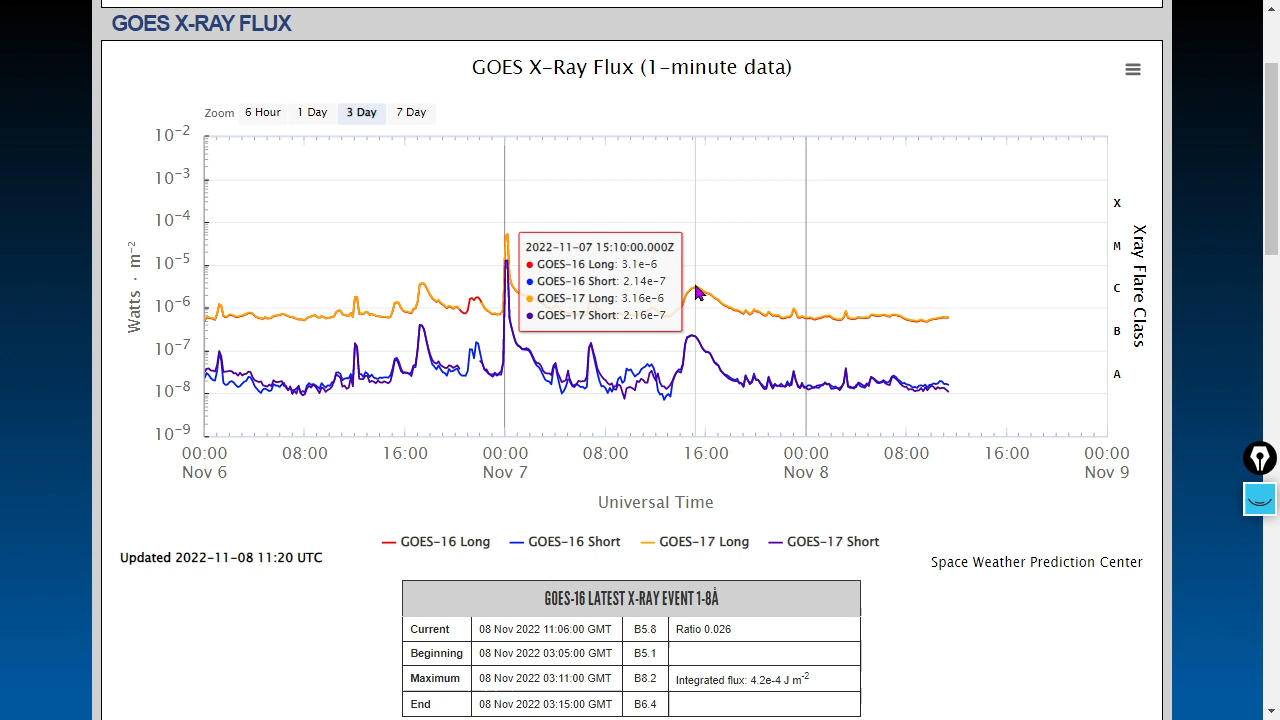 GOES X-RAY FLUX
GOES X-Ray Flux (1-minute data)
Zoom 6 Hour 1 Day 3 Day 7 Day
10⁻²
10⁻³
10⁻⁴
10⁻⁵
10⁻⁶
10⁻⁷
10⁻⁸
10⁻⁹
Watts · m⁻²
2022-11-07 15:10:00.000Z
GOES-16 Long: 3.1e-6
GOES-16 Short: 2.14e-7
GOES-17 Long: 3.16e-6
GOES-17 Short: 2.16e-7
X
M
C
B
A
Xray Flare Class
00:00 08:00 16:00 00:00 08:00 16:00 00:00 08:00 16:00 00:00
Nov 6 Nov 7 Nov 8 Nov 9
Universal Time
GOES-16 Long GOES-16 Short GOES-17 Long GOES-17 Short
Updated 2022-11-08 11:20 UTC
Space Weather Prediction Center
GOES-16 LATEST X-RAY EVENT 1-8Å
Current 08 Nov 2022 11:06:00 GMT B5.8 Ratio 0.026
Beginning 08 Nov 2022 03:05:00 GMT B5.1
Maximum 08 Nov 2022 03:11:00 GMT B8.2 Integrated flux: 4.2e-4 J m⁻²
End 08 Nov 2022 03:15:00 GMT B6.4